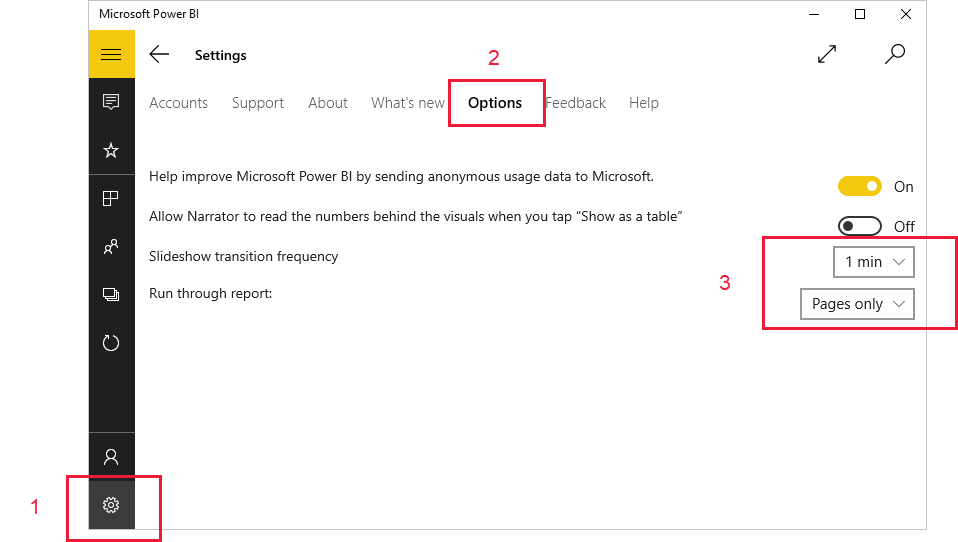 Microsoft Power BI
Settings
2
Accounts Support About What's new Options Feedback Help
Help improve Microsoft Power BI by sending anonymous usage data to Microsoft. On
Allow Narrator to read the numbers behind the visuals when you tap “Show as a table” Off
Slideshow transition frequency 1 min
3
Run through report: Pages only
1